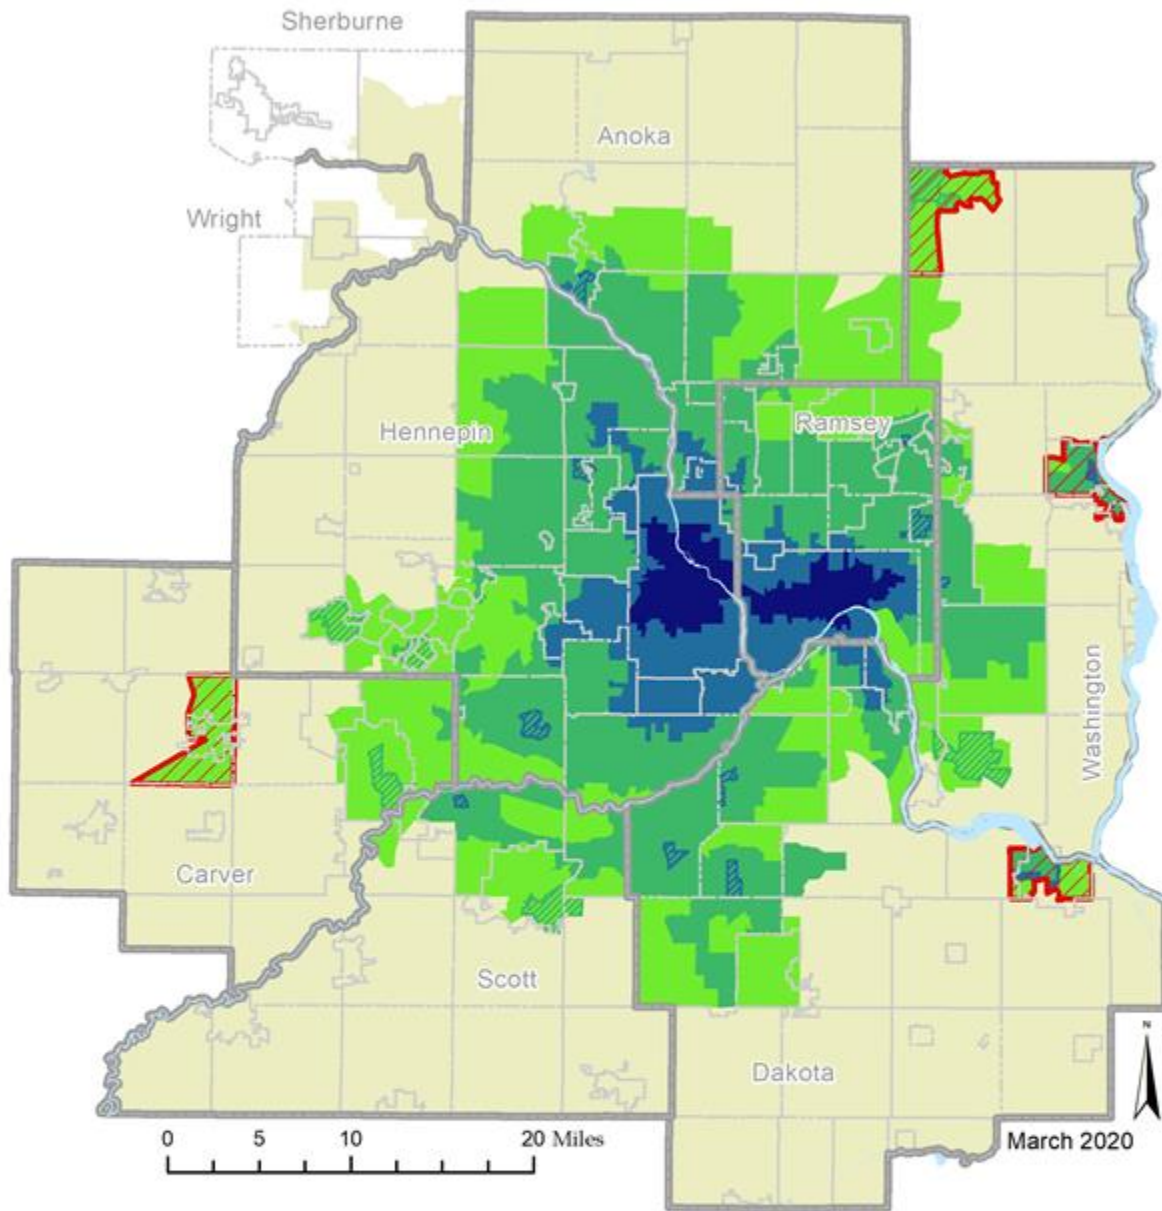 Sherburne
Anoka
Wright
Hennepin
Ramsey
Washington
Carver
Scott
Dakota
N
0 5 10 20 Miles
March 2020